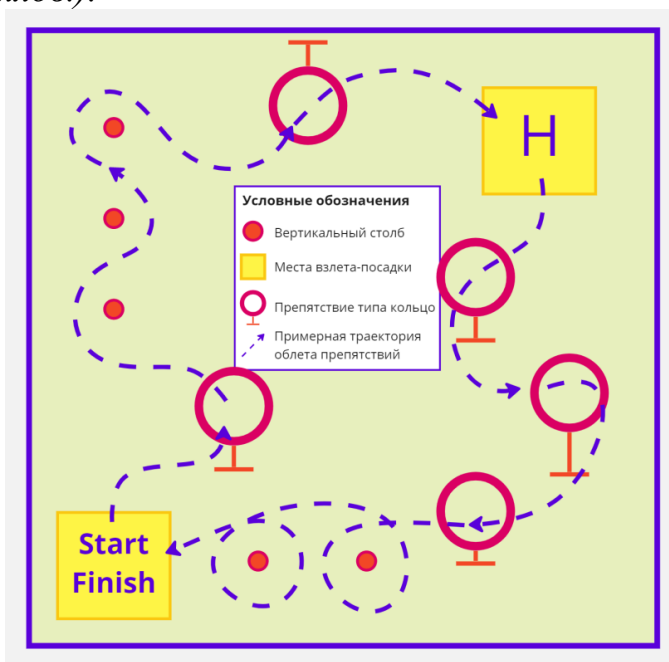 H
Условные обозначения
Вертикальный столб
Места взлета-посадки
Препятствие типа кольцо
Примерная траектория
облета препятствий
Start
Finish